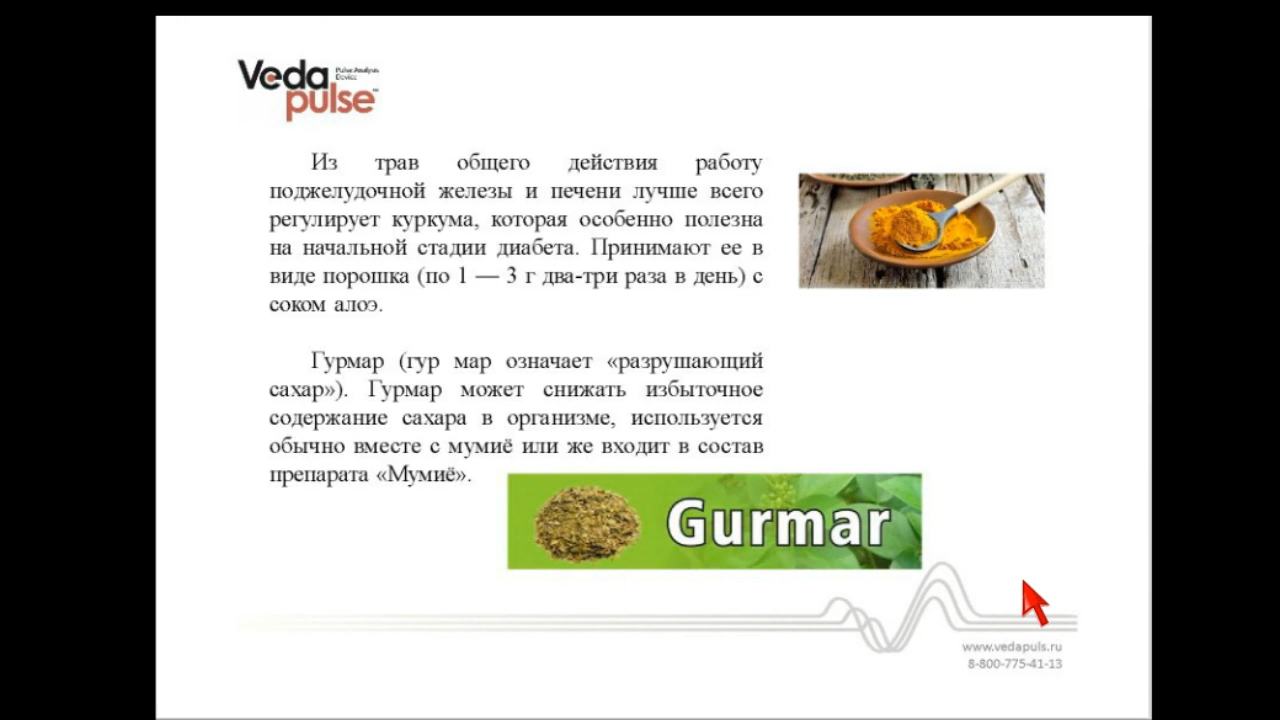 Veda
Pulse Analysis
Device
pulse™
Из трав общего действия работу
поджелудочной железы и печени лучше всего
регулирует куркума, которая особенно полезна
на начальной стадии диабета. Принимают ее в
виде порошка (по 1 — 3 г два-три раза в день) с
соком алоэ.
Гурмар (гур мар означает «разрушающий
сахар»). Гурмар может снижать избыточное
содержание сахара в организме, используется
обычно вместе с мумиё или же входит в состав
препарата «Мумиё».
Gurmar
www.vedapuls.ru
8-800-775-41-13